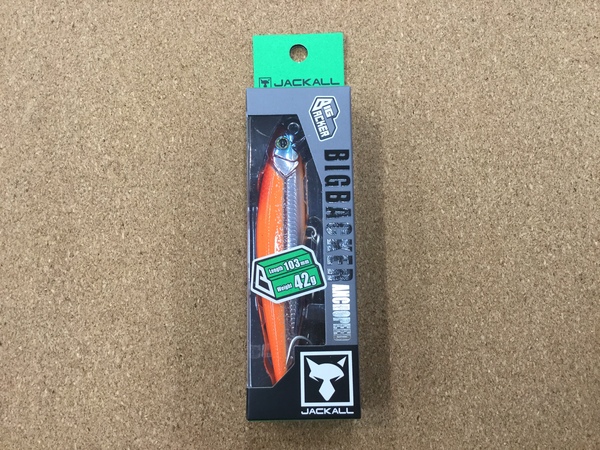 JACKALL
BIG
BACKER
BIGBACKER
Length 103mm
Weight 42g
JACKALL